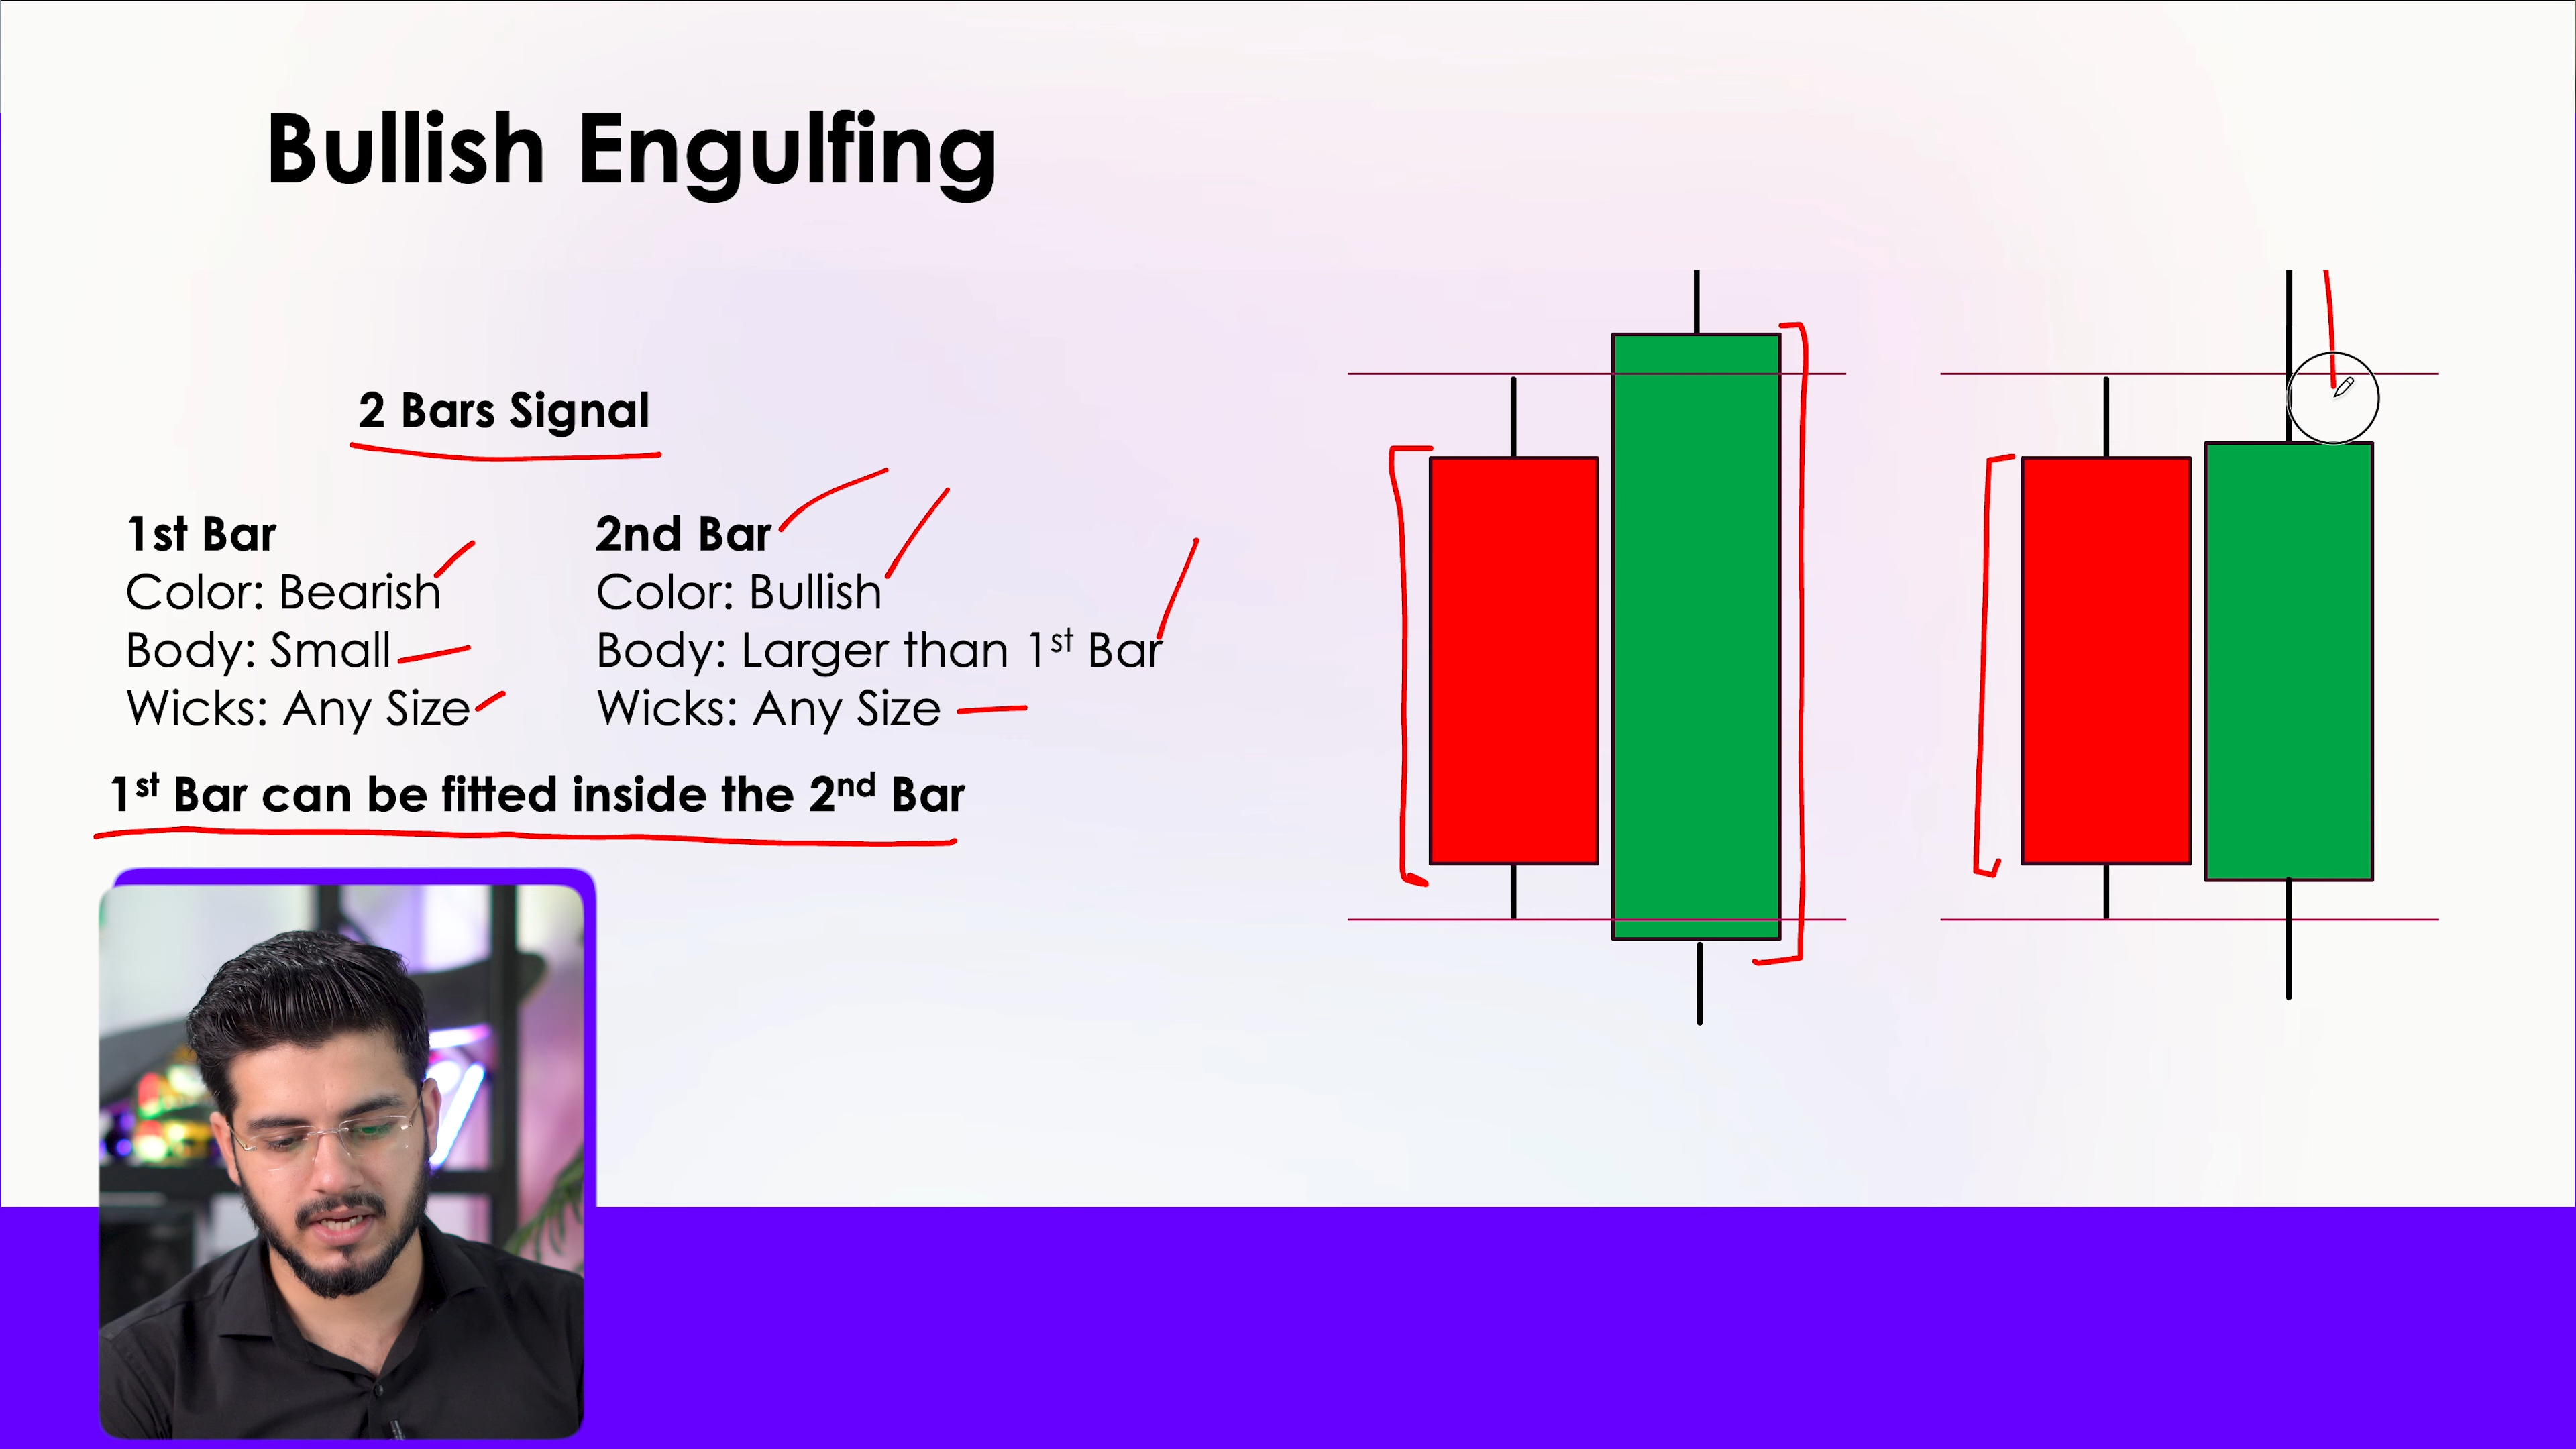 Bullish Engulfing
2 Bars Signal
1st Bar
Color: Bearish
Body: Small
Wicks: Any Size
2nd Bar
Color: Bullish
Body: Larger than 1st Bar
Wicks: Any Size
1st Bar can be fitted inside the 2nd Bar